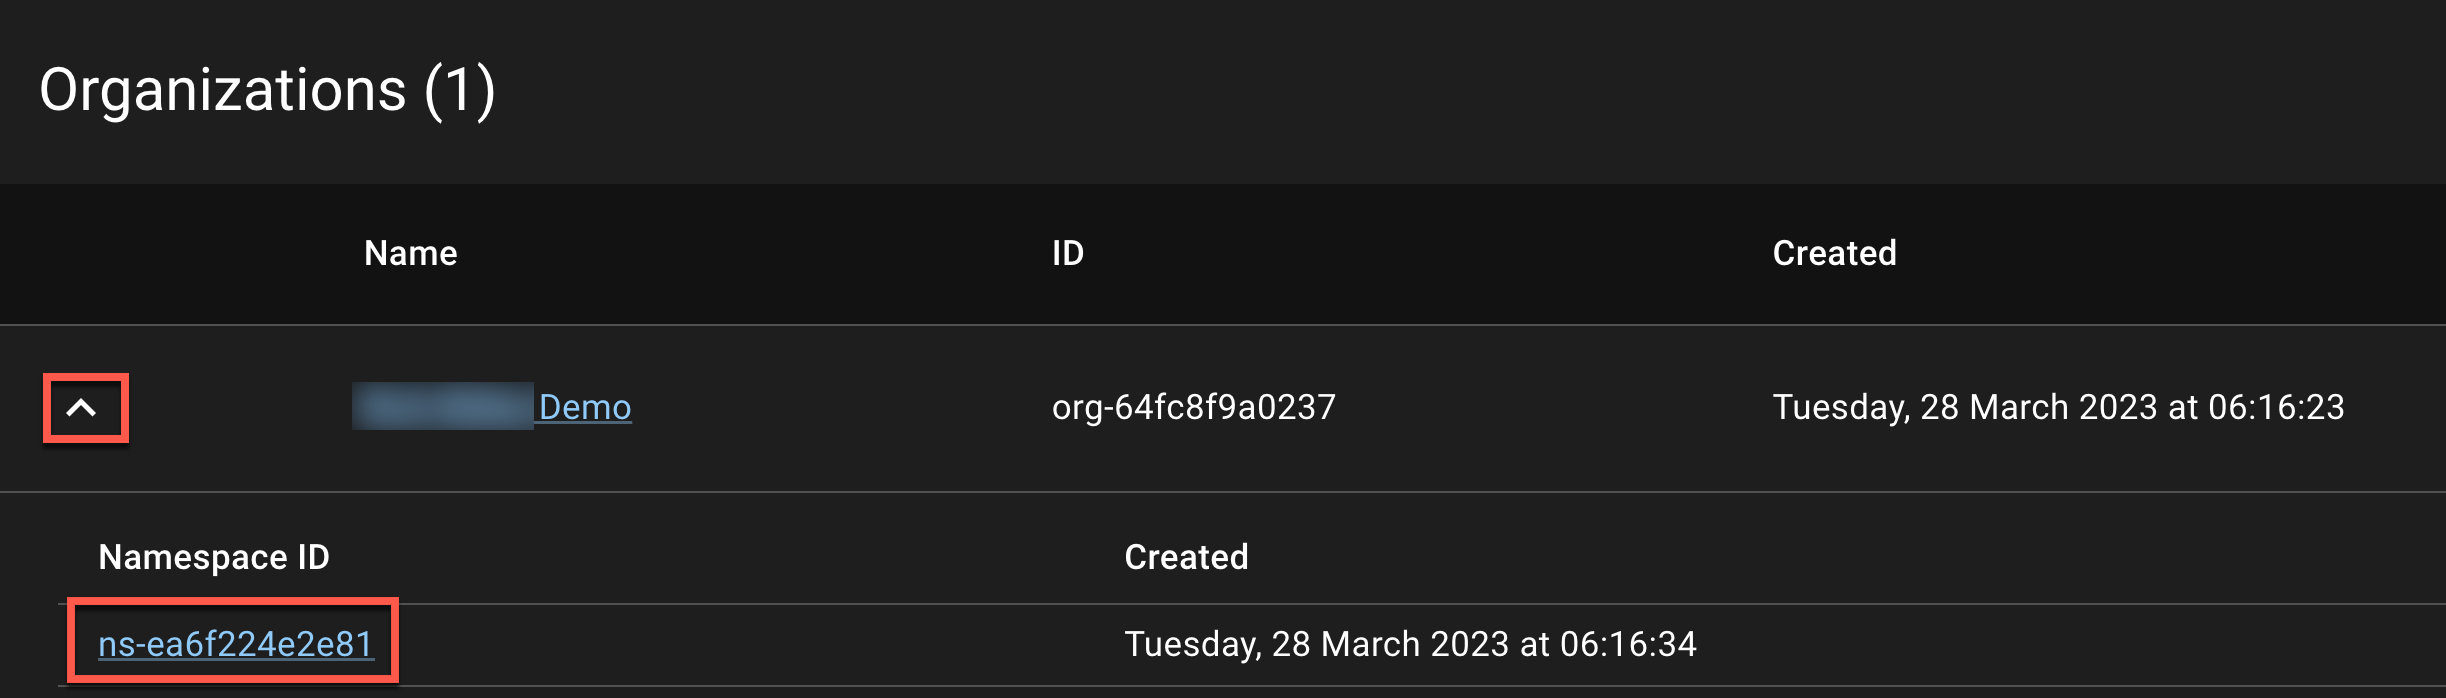 Organizations (1)
Name ID Created
Demo org-64fc8f9a0237 Tuesday, 28 March 2023 at 06:16:23
Namespace ID Created
ns-ea6f224e2e81 Tuesday, 28 March 2023 at 06:16:34